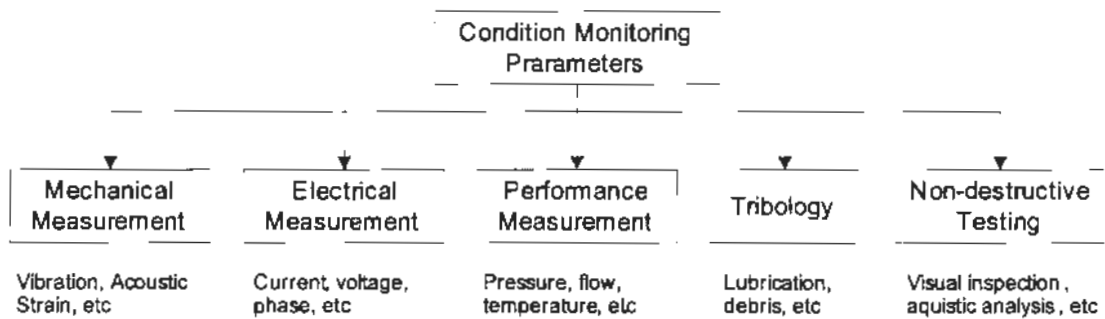 Condition Monitoring
Prarameters
Mechanical
Measurement
Electrical
Measurement
Performance
Measurement
Tribology
Non-destructive
Testing
Vibration, Acoustic
Strain, etc
Current, voltage,
phase, etc
Pressure, flow,
temperature, etc
Lubrication,
debris, etc
Visual inspection,
aquistic analysis, etc